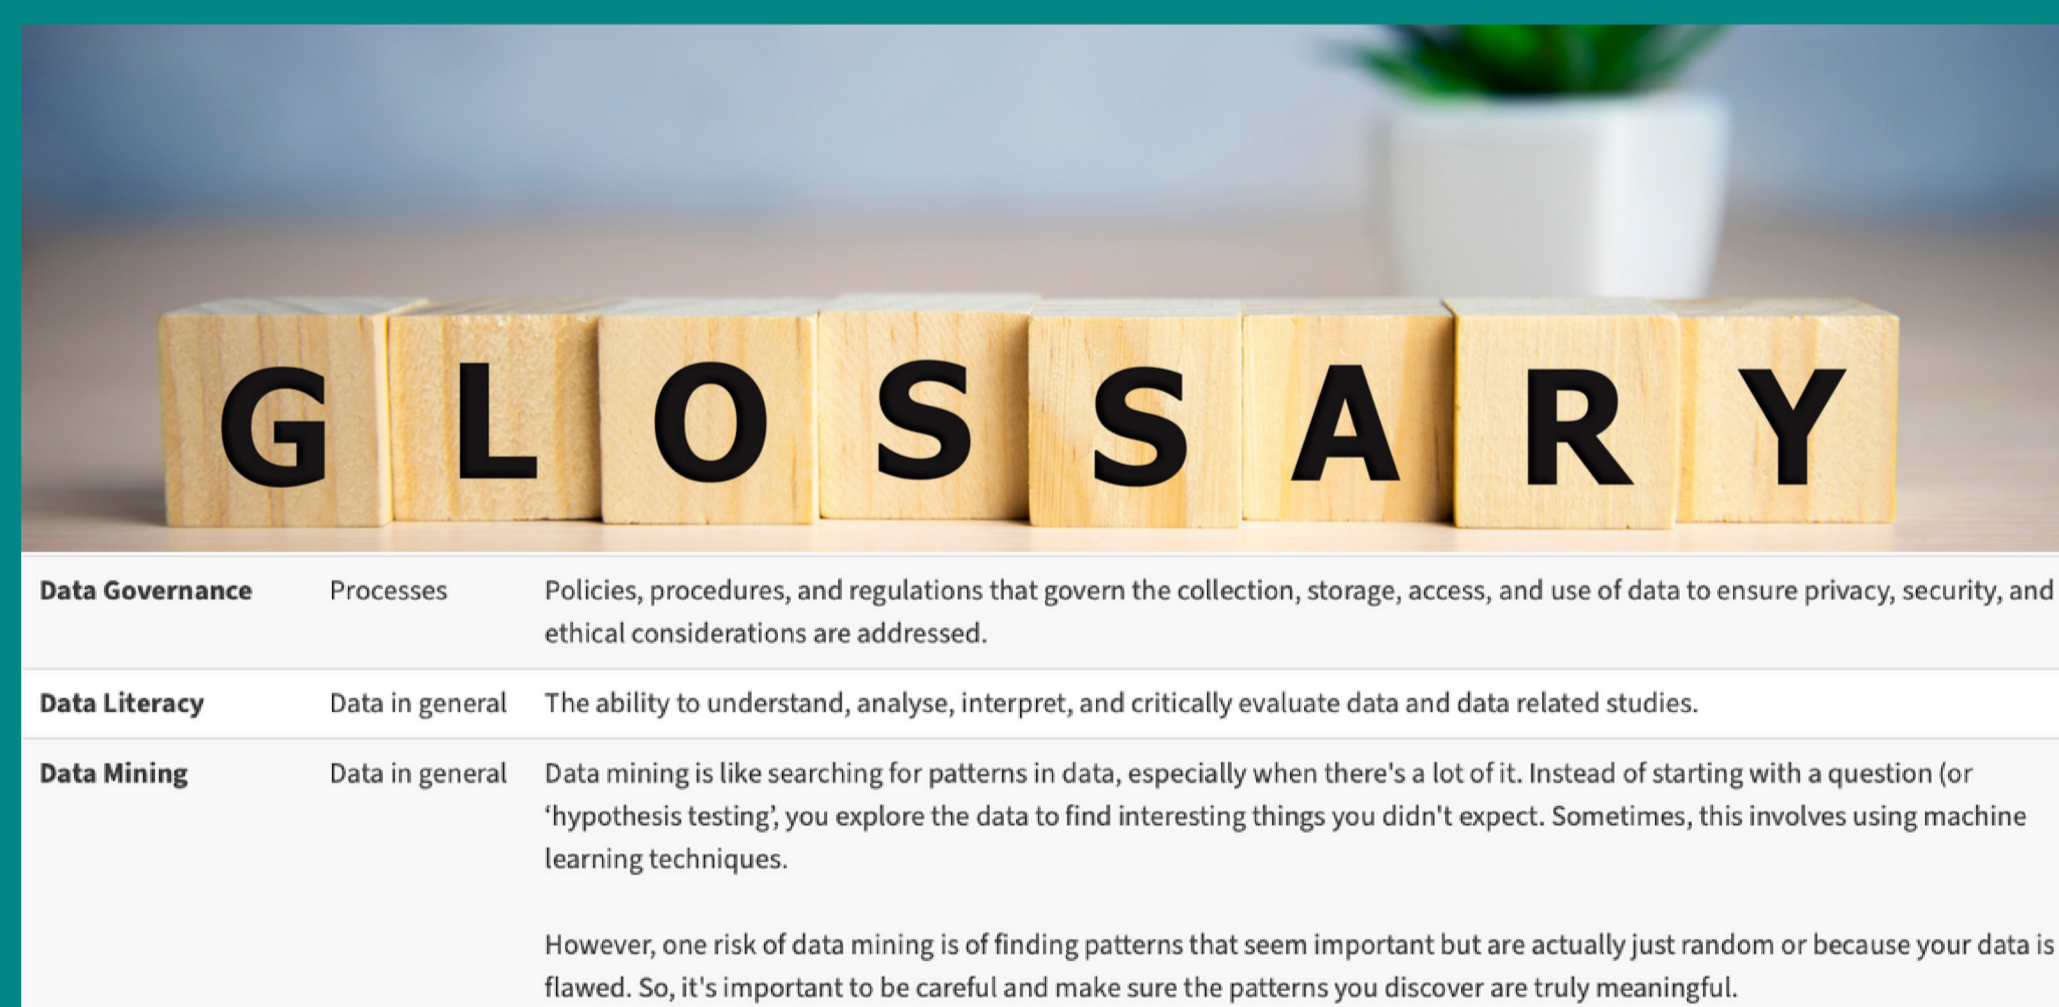 GLOSSARY
Data Governance Processes Policies, procedures, and regulations that govern the collection, storage, access, and use of data to ensure privacy, security, and
ethical considerations are addressed.
Data Literacy Data in general The ability to understand, analyse, interpret, and critically evaluate data and data related studies.
Data Mining Data in general Data mining is like searching for patterns in data, especially when there's a lot of it. Instead of starting with a question (or
‘hypothesis testing’, you explore the data to find interesting things you didn't expect. Sometimes, this involves using machine
learning techniques.
However, one risk of data mining is of finding patterns that seem important but are actually just random or because your data is
flawed. So, it's important to be careful and make sure the patterns you discover are truly meaningful.